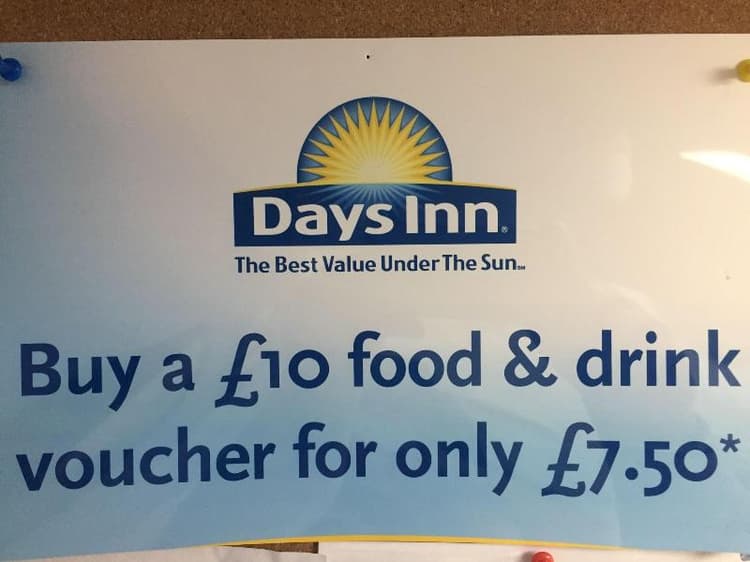 Days Inn®
The Best Value Under The Sun™
Buy a £10 food & drink
voucher for only £7.50*